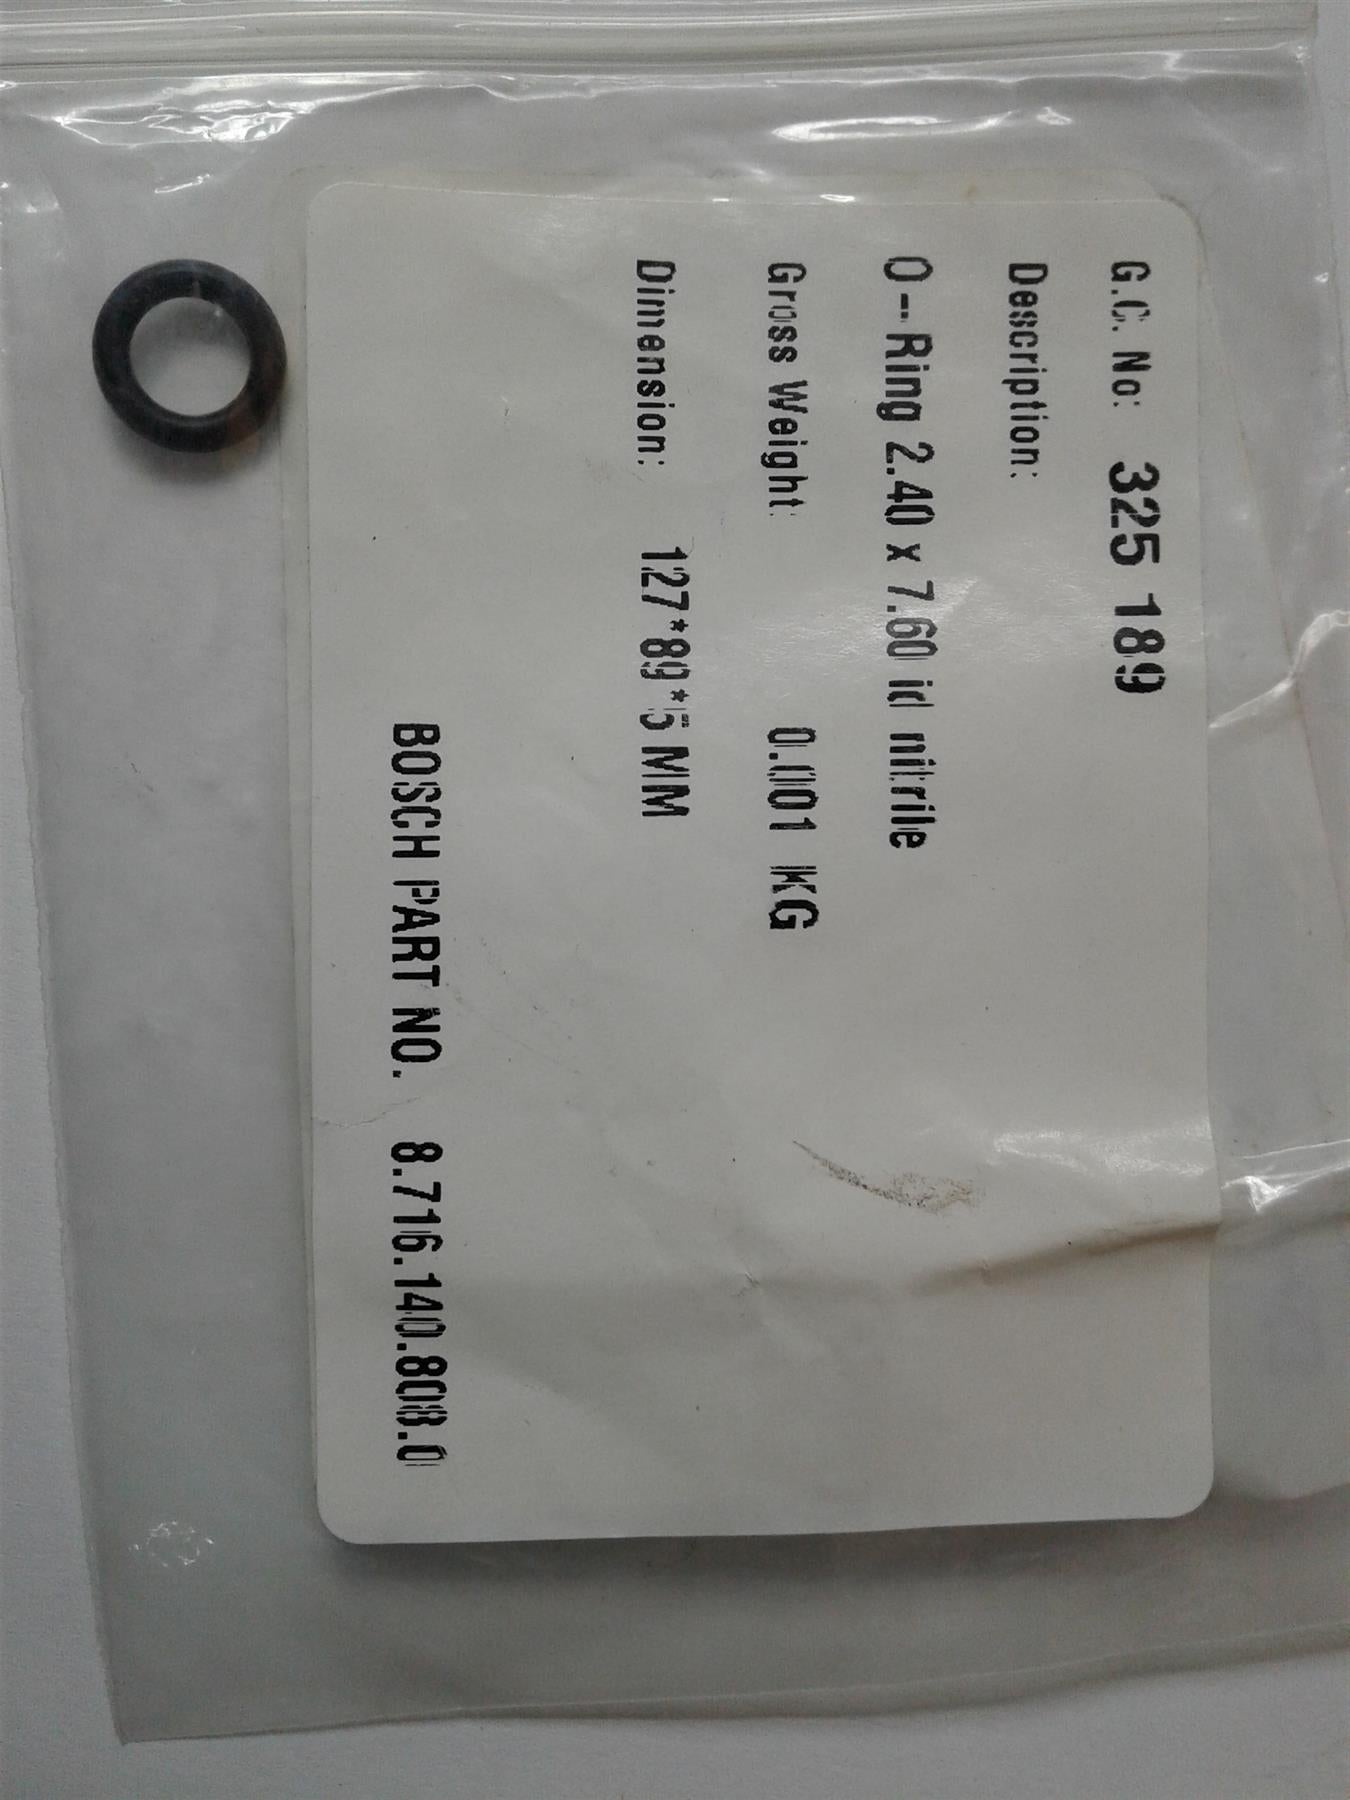 G.C. No: 325 189
Description:
O--Ring 2.40 x 7.60 id nitrile
Gross Weight: 0.001 KG
Dimension: 127*89*5 MM
BOSCH PART NO. 8.716.140.808.0